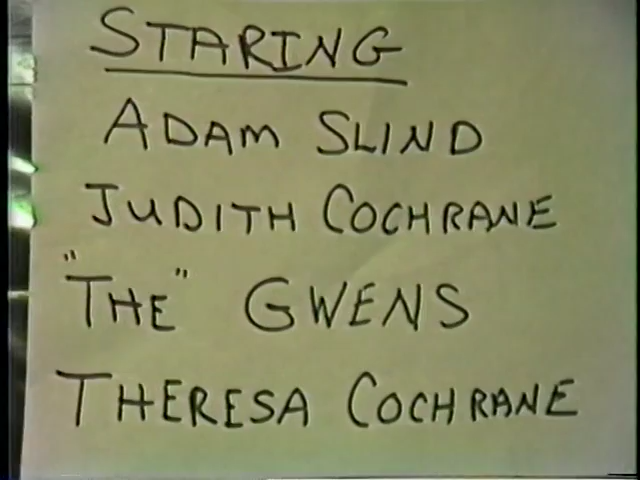 STARING
ADAM SLIND
JUDITH COCHRANE
"THE" GWENS
THERESA COCHRANE